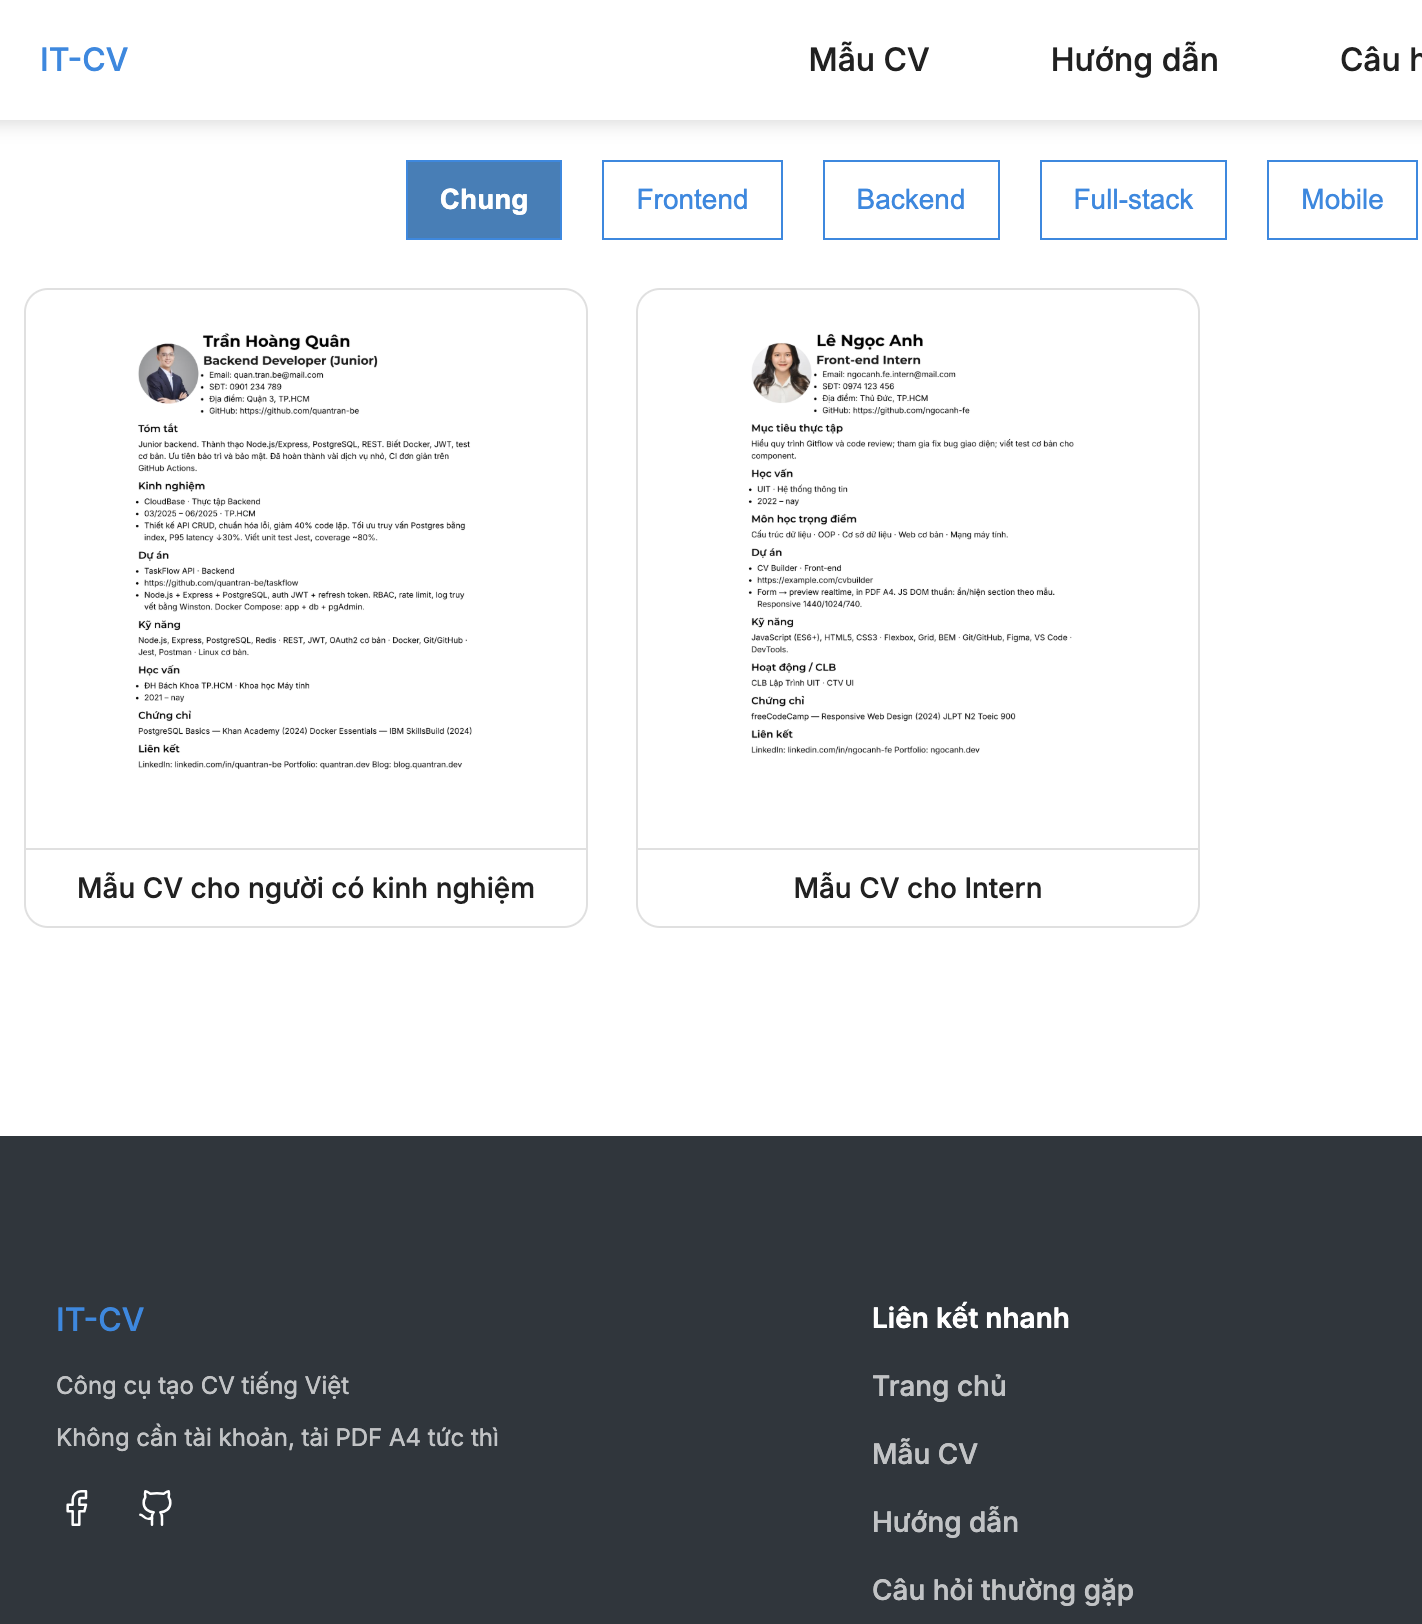 IT-CV
Mẫu CV
Hướng dẫn
Câu h
Chung
Frontend
Backend
Full-stack
Mobile
Trần Hoàng Quân
Backend Developer (Junior)
• Email: quan.tran.be@mail.com
• SĐT: 0901 234 789
• Địa điểm: Quận 3, TP.HCM
• GitHub: https://github.com/quantran-be
Tóm tắt
Junior backend. Thành thạo Node.js/Express, PostgreSQL, REST. Biết Docker, JWT, test
cơ bản. Ưu tiên bảo trì và bảo mật. Đã hoàn thành vài dịch vụ nhỏ, CI đơn giản trên
GitHub Actions.
Kinh nghiệm
• CloudBase · Thực tập Backend
• 03/2025 – 06/2025 · TP.HCM
• Thiết kế API CRUD, chuẩn hóa lỗi, giảm 40% code lặp. Tối ưu truy vấn Postgres bằng
index, P95 latency ↓30%. Viết unit test Jest, coverage ~80%.
Dự án
• TaskFlow API · Backend
• https://github.com/quantran-be/taskflow
• Node.js + Express + PostgreSQL, auth JWT + refresh token. RBAC, rate limit, log truy
vết bằng Winston. Docker Compose: app + db + pgAdmin.
Kỹ năng
Node.js, Express, PostgreSQL, Redis · REST, JWT, OAuth2 cơ bản · Docker, Git/GitHub ·
Jest, Postman · Linux cơ bản.
Học vấn
• ĐH Bách Khoa TP.HCM · Khoa học Máy tính
• 2021 – nay
Chứng chỉ
PostgreSQL Basics — Khan Academy (2024) Docker Essentials — IBM SkillsBuild (2024)
Liên kết
LinkedIn: linkedin.com/in/quantran-be Portfolio: quantran.dev Blog: blog.quantran.dev
Mẫu CV cho người có kinh nghiệm
Lê Ngọc Anh
Front-end Intern
• Email: ngocanh.fe.intern@mail.com
• SĐT: 0974 123 456
• Địa điểm: Thủ Đức, TP.HCM
• GitHub: https://github.com/ngocanh-fe
Mục tiêu thực tập
Hiểu quy trình Gitflow và code review; tham gia fix bug giao diện; viết test cơ bản cho
component.
Học vấn
• UIT · Hệ thống thông tin
• 2022 – nay
Môn học trọng điểm
Cấu trúc dữ liệu · OOP · Cơ sở dữ liệu · Web cơ bản · Mạng máy tính.
Dự án
• CV Builder · Front-end
• https://example.com/cvbuilder
• Form → preview realtime, in PDF A4. JS DOM thuần: ẩn/hiện section theo mẫu.
Responsive 1440/1024/740.
Kỹ năng
JavaScript (ES6+), HTML5, CSS3 · Flexbox, Grid, BEM · Git/GitHub, Figma, VS Code ·
DevTools.
Hoạt động / CLB
CLB Lập Trình UIT · CTV UI
Chứng chỉ
freeCodeCamp — Responsive Web Design (2024) JLPT N2 Toeic 900
Liên kết
LinkedIn: linkedin.com/in/ngocanh-fe Portfolio: ngocanh.dev
Mẫu CV cho Intern
IT-CV
Công cụ tạo CV tiếng Việt
Không cần tài khoản, tải PDF A4 tức thì
Liên kết nhanh
Trang chủ
Mẫu CV
Hướng dẫn
Câu hỏi thường gặp